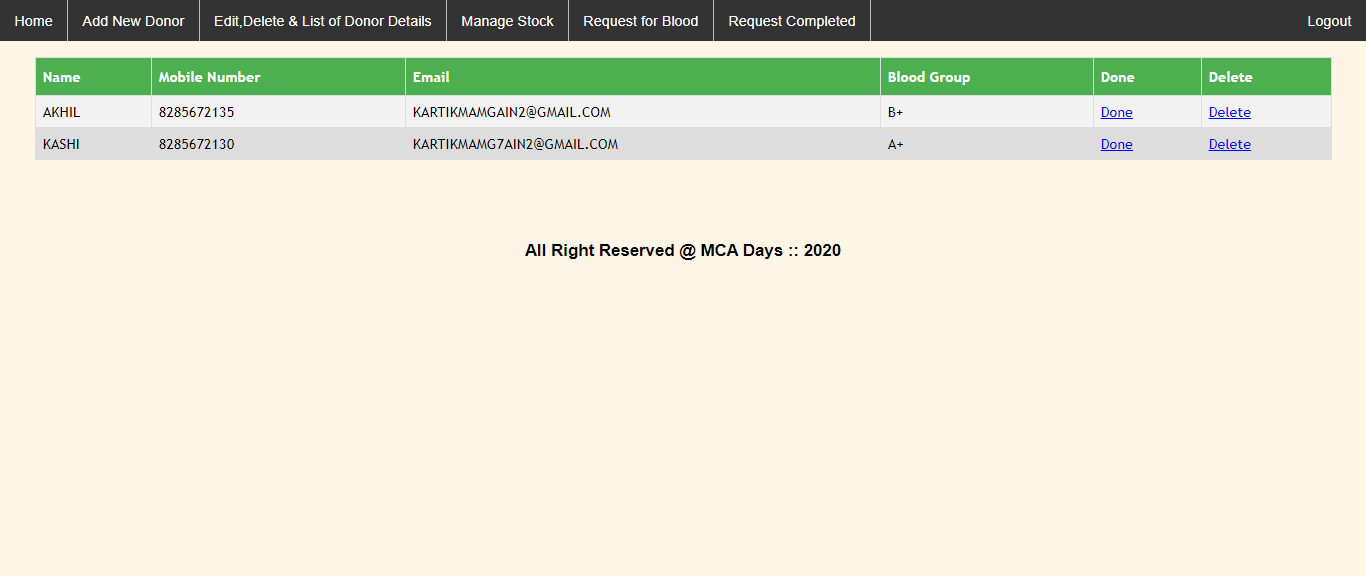 Home Add New Donor Edit,Delete & List of Donor Details Manage Stock Request for Blood Request Completed Logout
Name Mobile Number Email Blood Group Done Delete
AKHIL 8285672135 KARTIKMAMGAIN2@GMAIL.COM B+ Done Delete
KASHI 8285672130 KARTIKMAMG7AIN2@GMAIL.COM A+ Done Delete
All Right Reserved @ MCA Days :: 2020